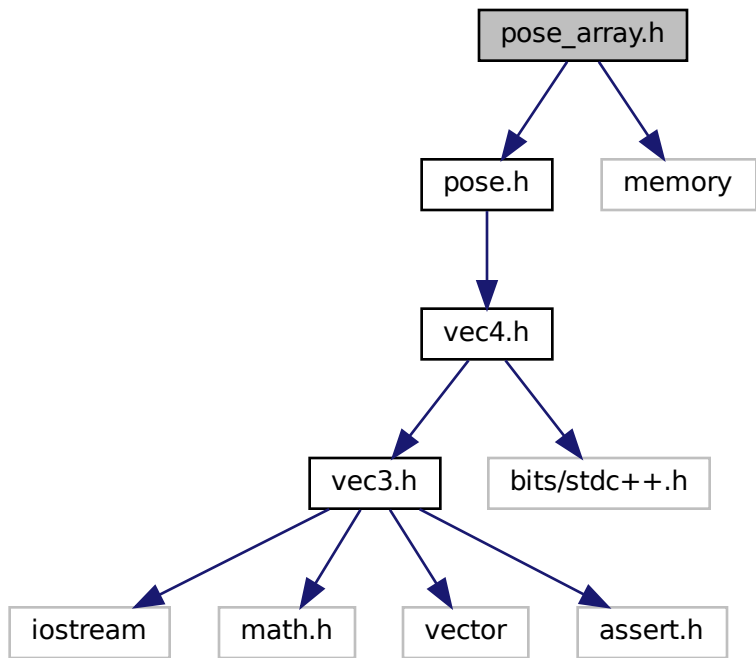 pose_array.h
pose.h
memory
vec4.h
vec3.h
bits/stdc++.h
iostream
math.h
vector
assert.h